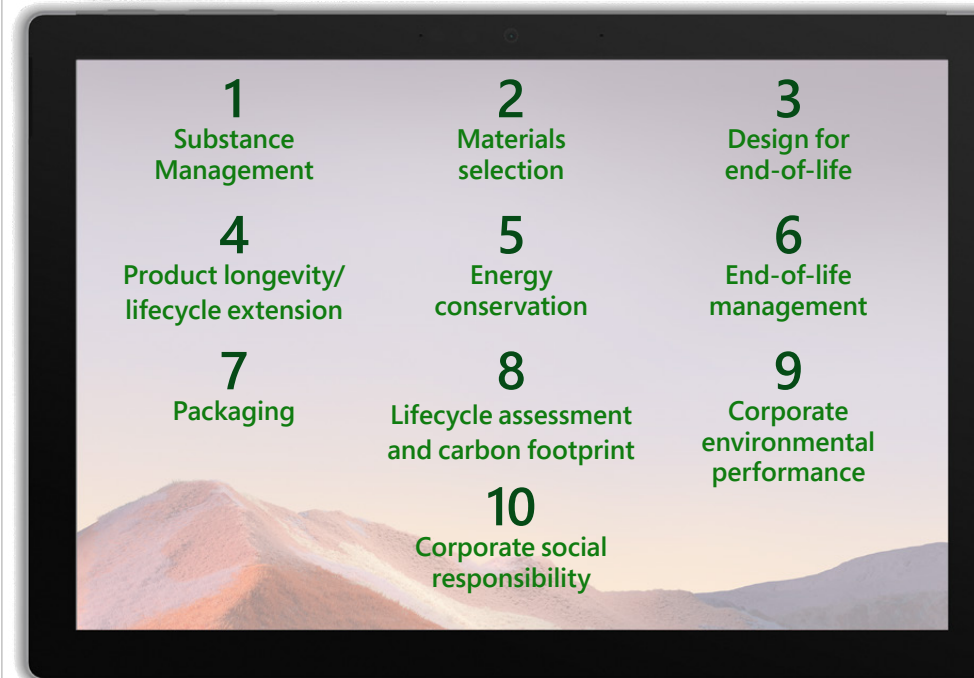 1
Substance
Management
2
Materials
selection
3
Design for
end-of-life
4
Product longevity/
lifecycle extension
5
Energy
conservation
6
End-of-life
management
7
Packaging
8
Lifecycle assessment
and carbon footprint
9
Corporate
environmental
performance
10
Corporate social
responsibility